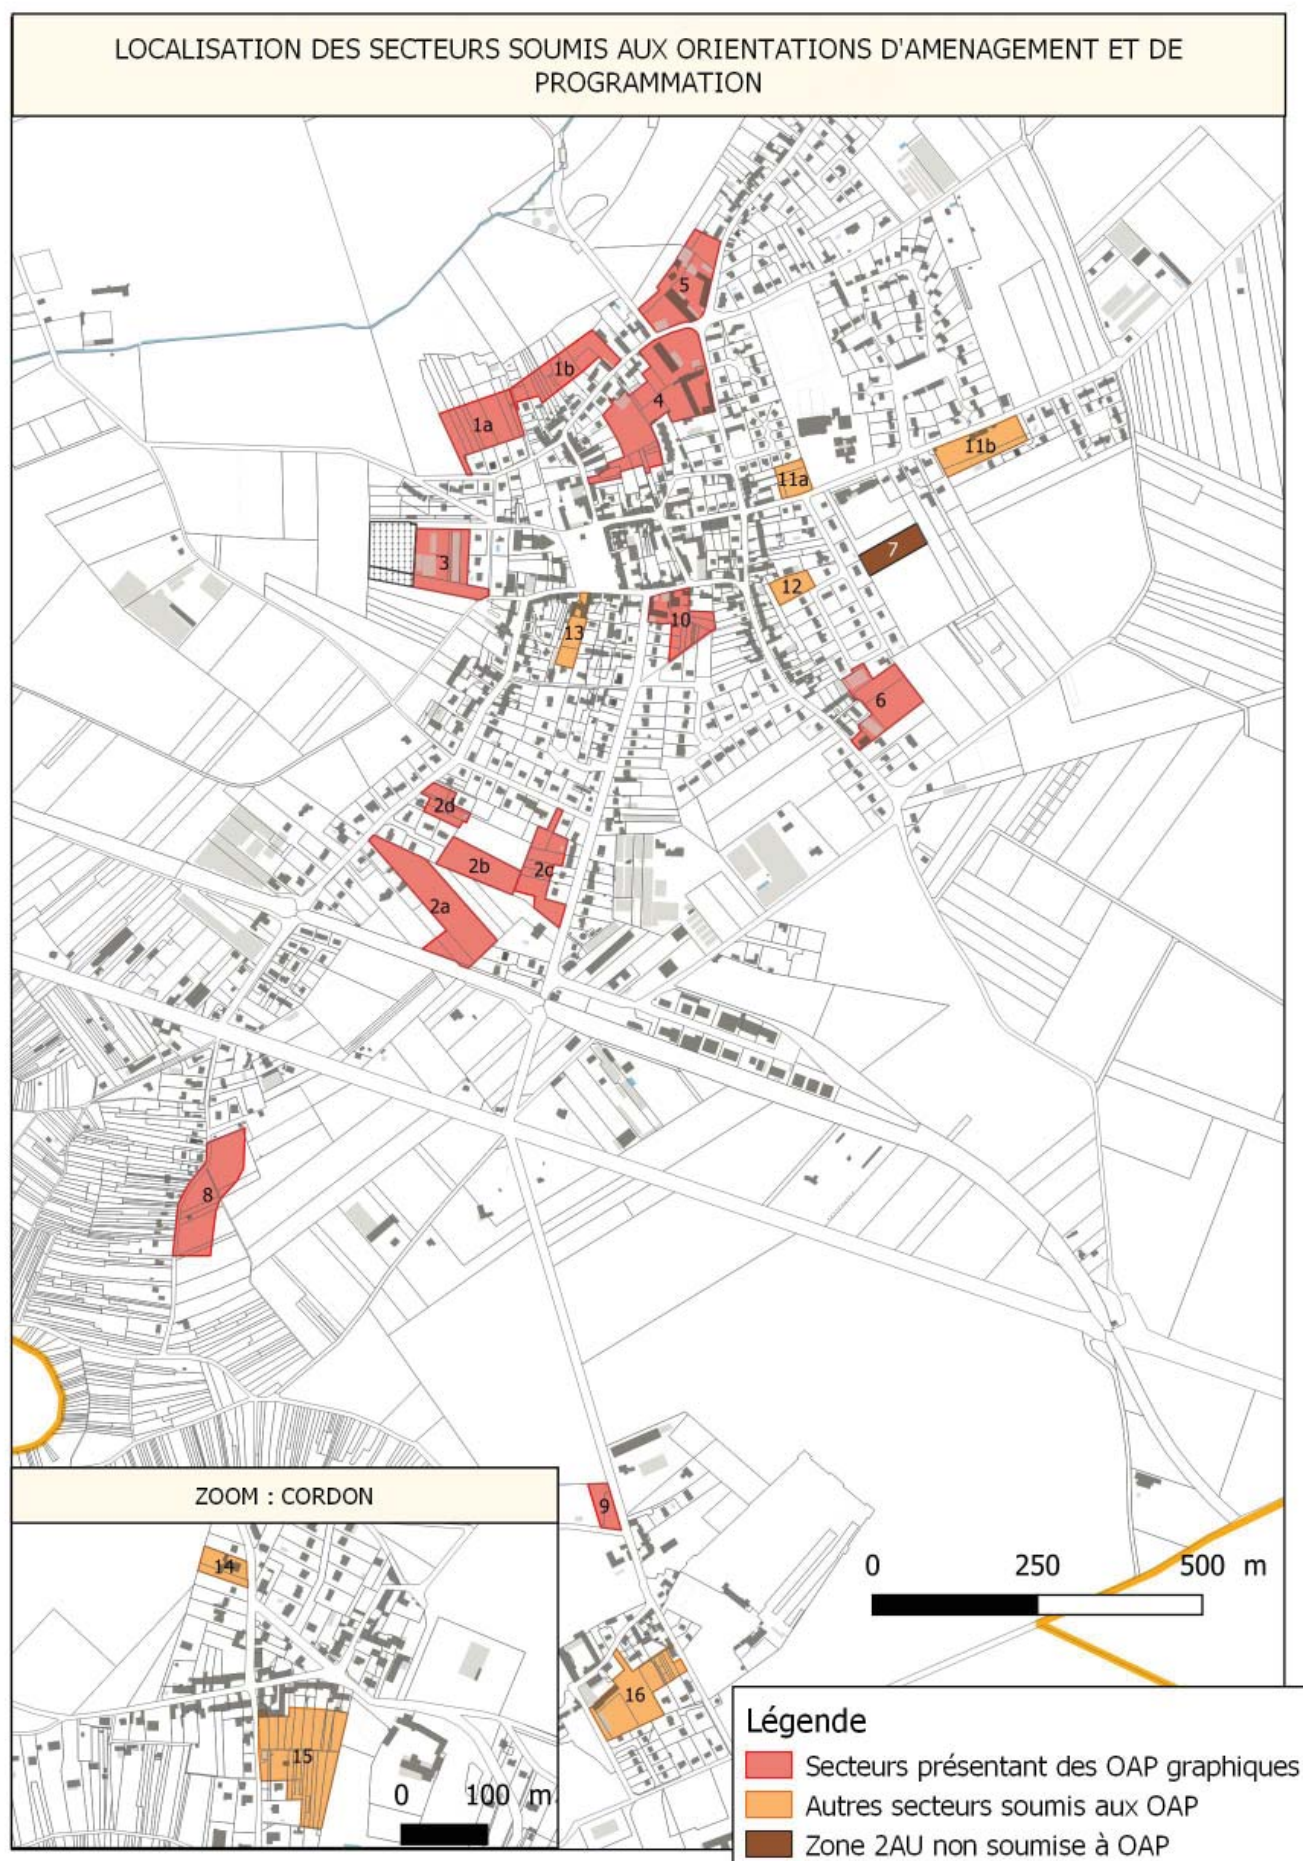 LOCALISATION DES SECTEURS SOUMIS AUX ORIENTATIONS D'AMENAGEMENT ET DE
PROGRAMMATION
5
1b
4
1a
11b
11a
3
7
12
13
10
6
2d
2b
2c
2a
8
ZOOM : CORDON
9
14
15
0 100 m
0 250 500 m
16
Légende
Secteurs présentant des OAP graphiques
Autres secteurs soumis aux OAP
Zone 2AU non soumise à OAP